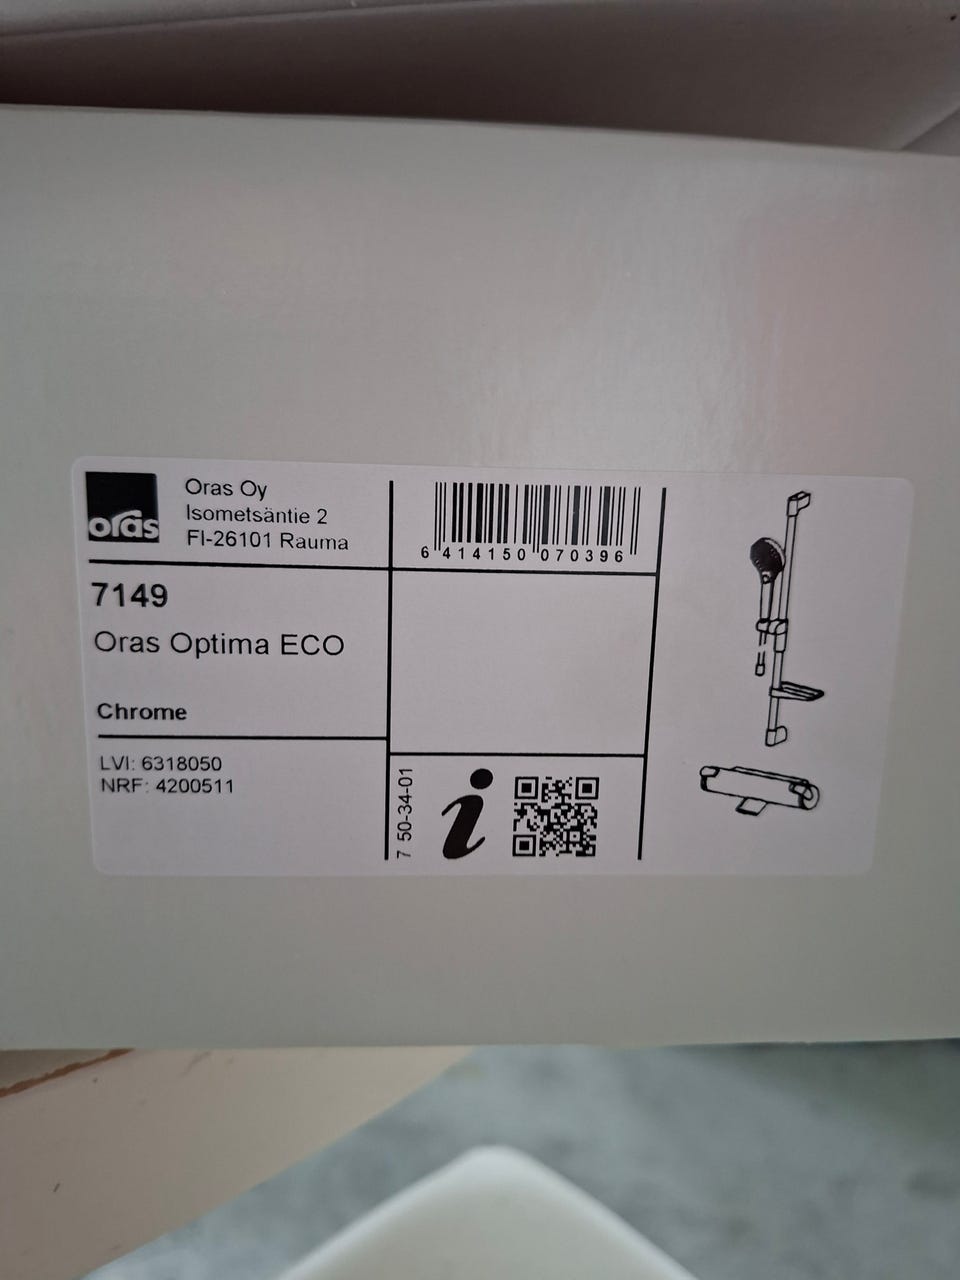 oras
Oras Oy
Isometsäntie 2
FI-26101 Rauma
6 414150 070396
7149
Oras Optima ECO
Chrome
LVI: 6318050
NRF: 4200511
7 50-34-01
i